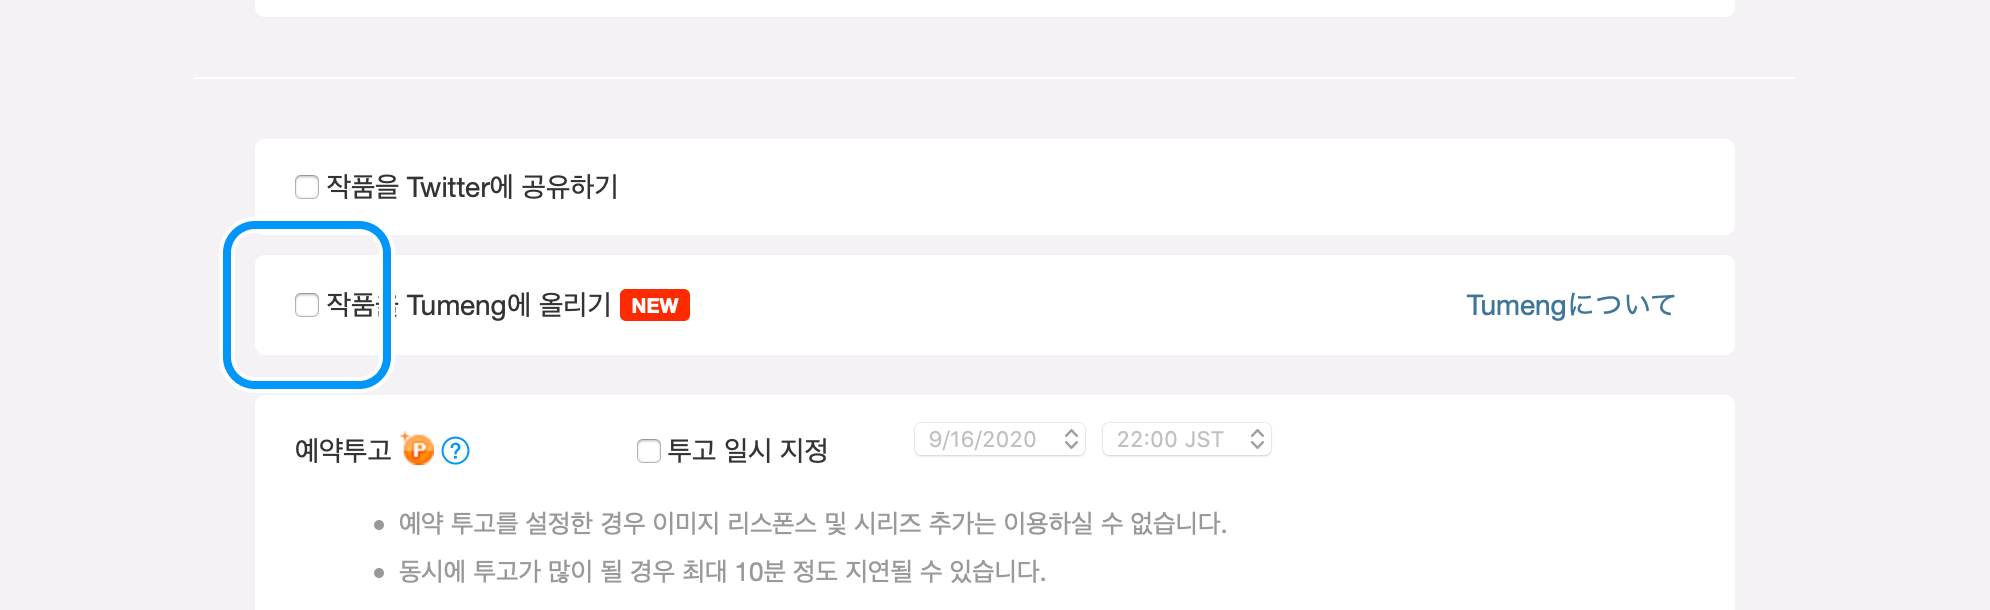 작품을 Twitter에 공유하기
작품을 Tumeng에 올리기 NEW Tumengについて
예약투고 P ? 투고 일시 지정 9/16/2020 22:00 JST
• 예약 투고를 설정한 경우 이미지 리스폰스 및 시리즈 추가는 이용하실 수 없습니다.
• 동시에 투고가 많이 될 경우 최대 10분 정도 지연될 수 있습니다.